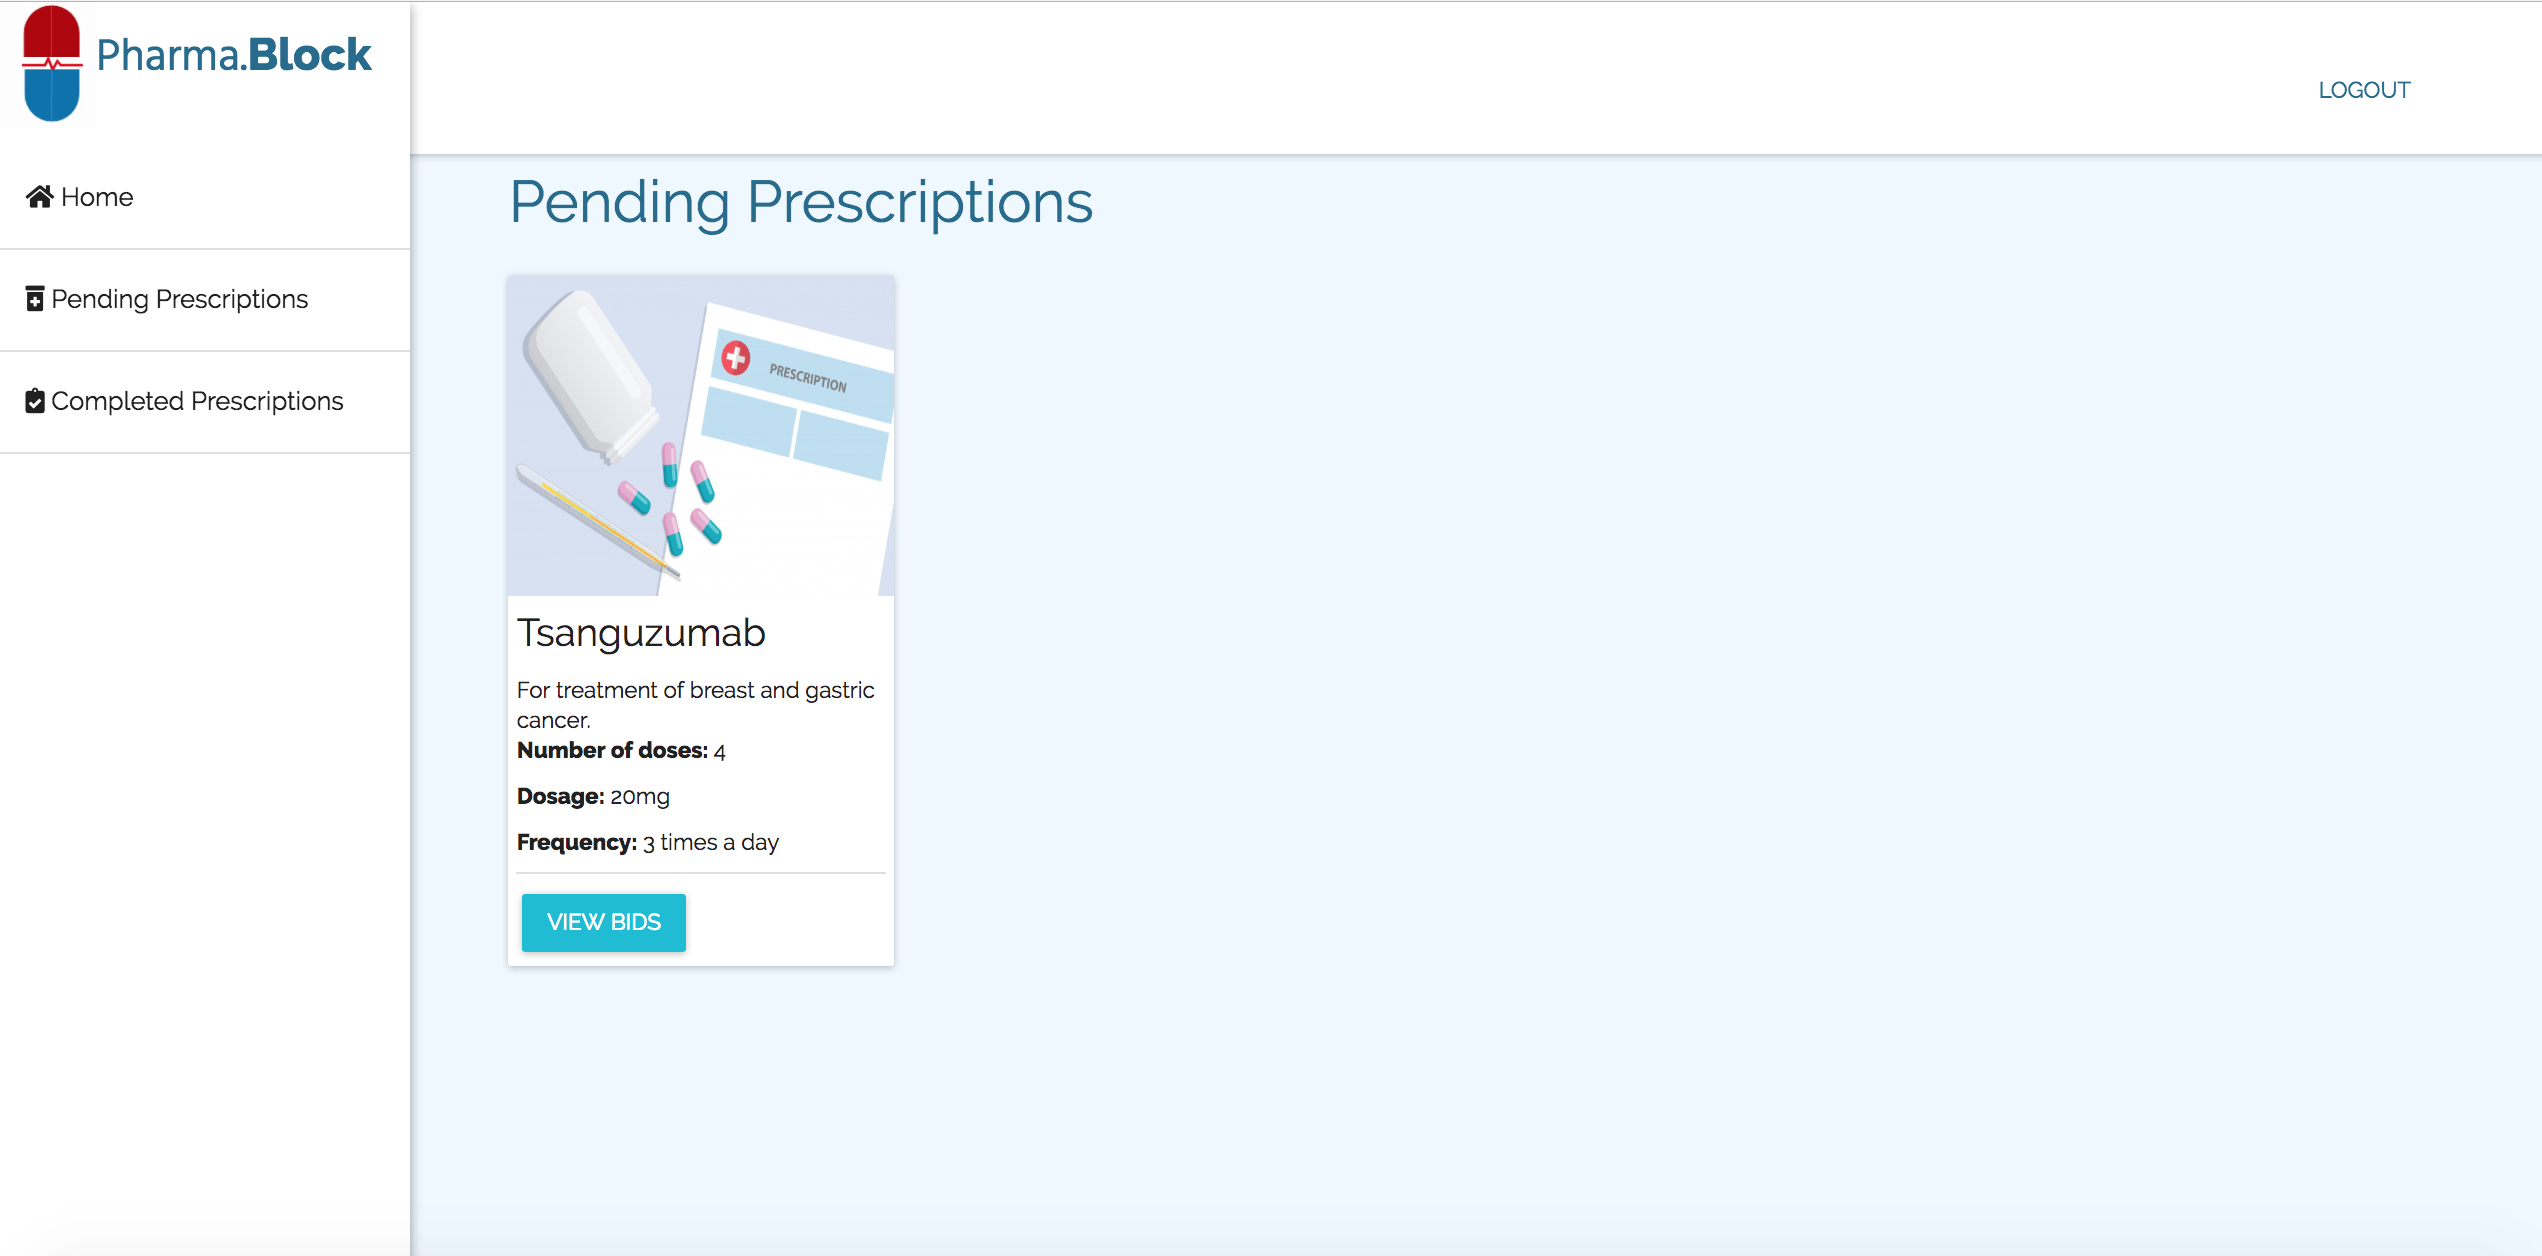 Pharma.Block
LOGOUT
Home
Pending Prescriptions
Completed Prescriptions
Pending Prescriptions
PRESCRIPTION
Tsanguzumab
For treatment of breast and gastric
cancer.
Number of doses: 4
Dosage: 20mg
Frequency: 3 times a day
VIEW BIDS